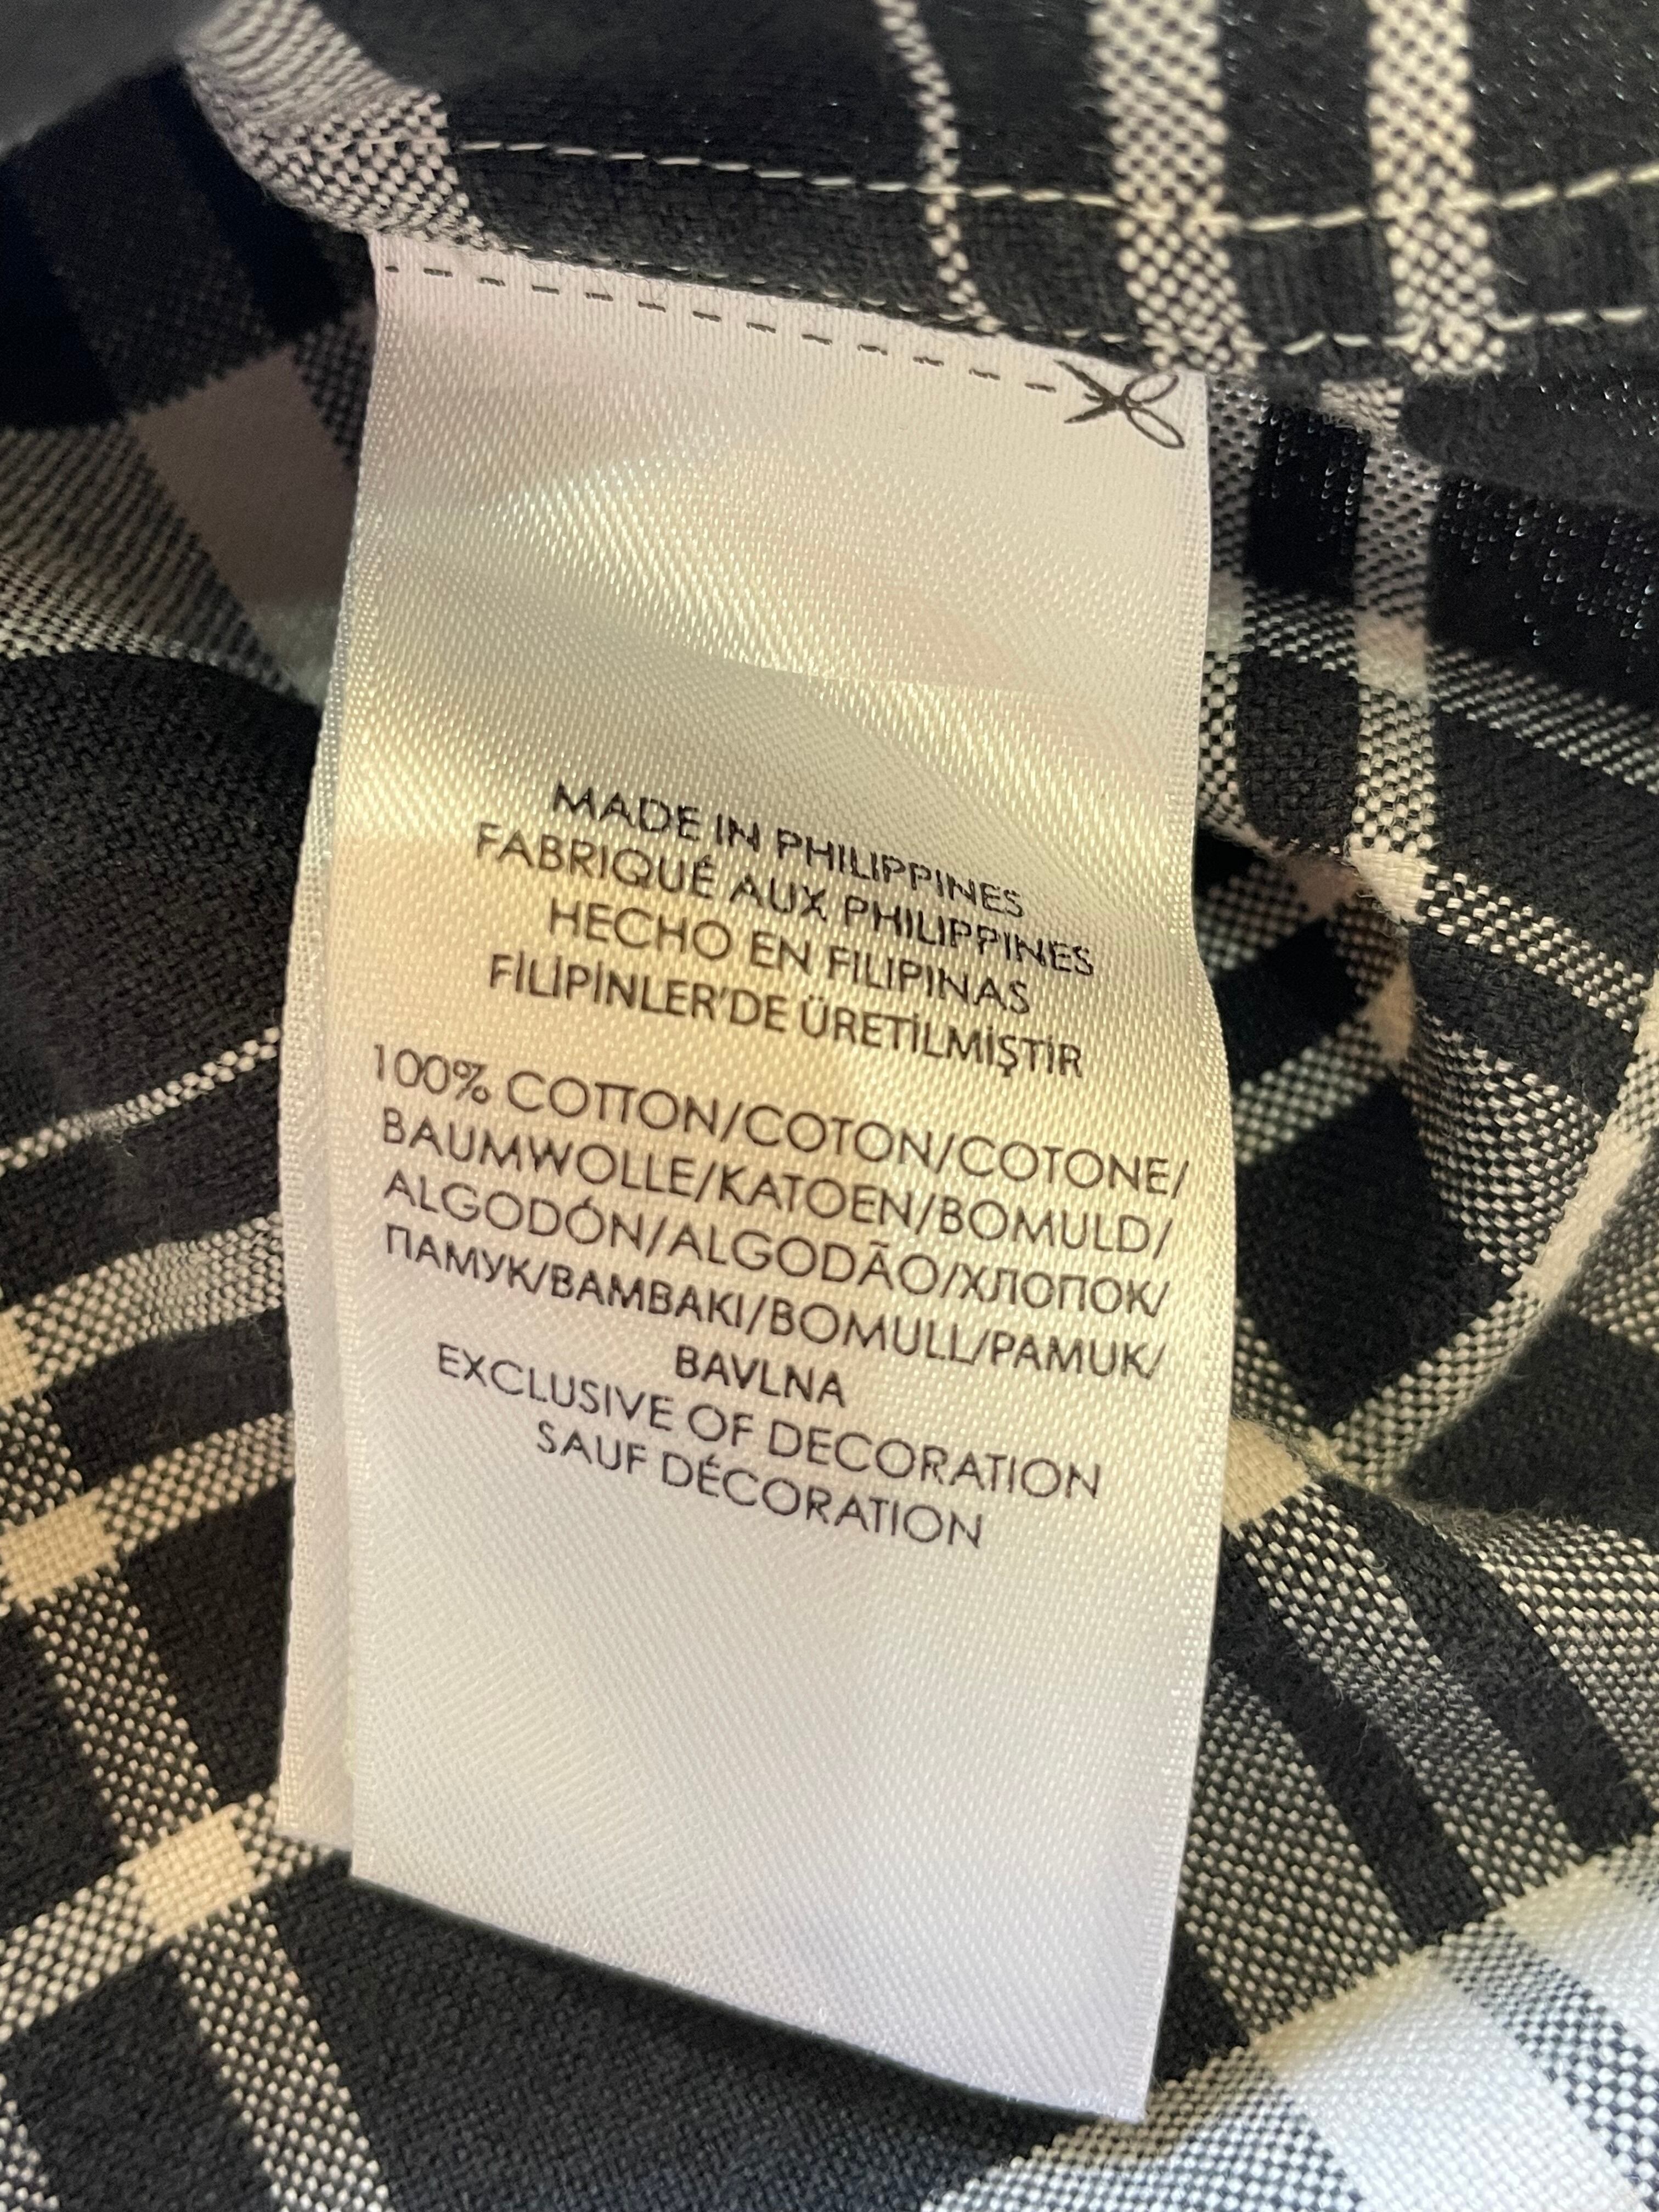 MADE IN PHILIPPINES
FABRIQUÉ AUX PHILIPPINES
HECHO EN FILIPINAS
FİLİPİNLER'DE ÜRETİLMİŞTİR
100% COTTON/COTON/COTONE/
BAUMWOLLE/KATOEN/BOMULD/
ALGODÓN/ALGODÃO/ХЛОПОК/
ПАМУК/BAMBAKI/BOMULL/PAMUK/
BAVLNA
EXCLUSIVE OF DECORATION
SAUF DÉCORATION